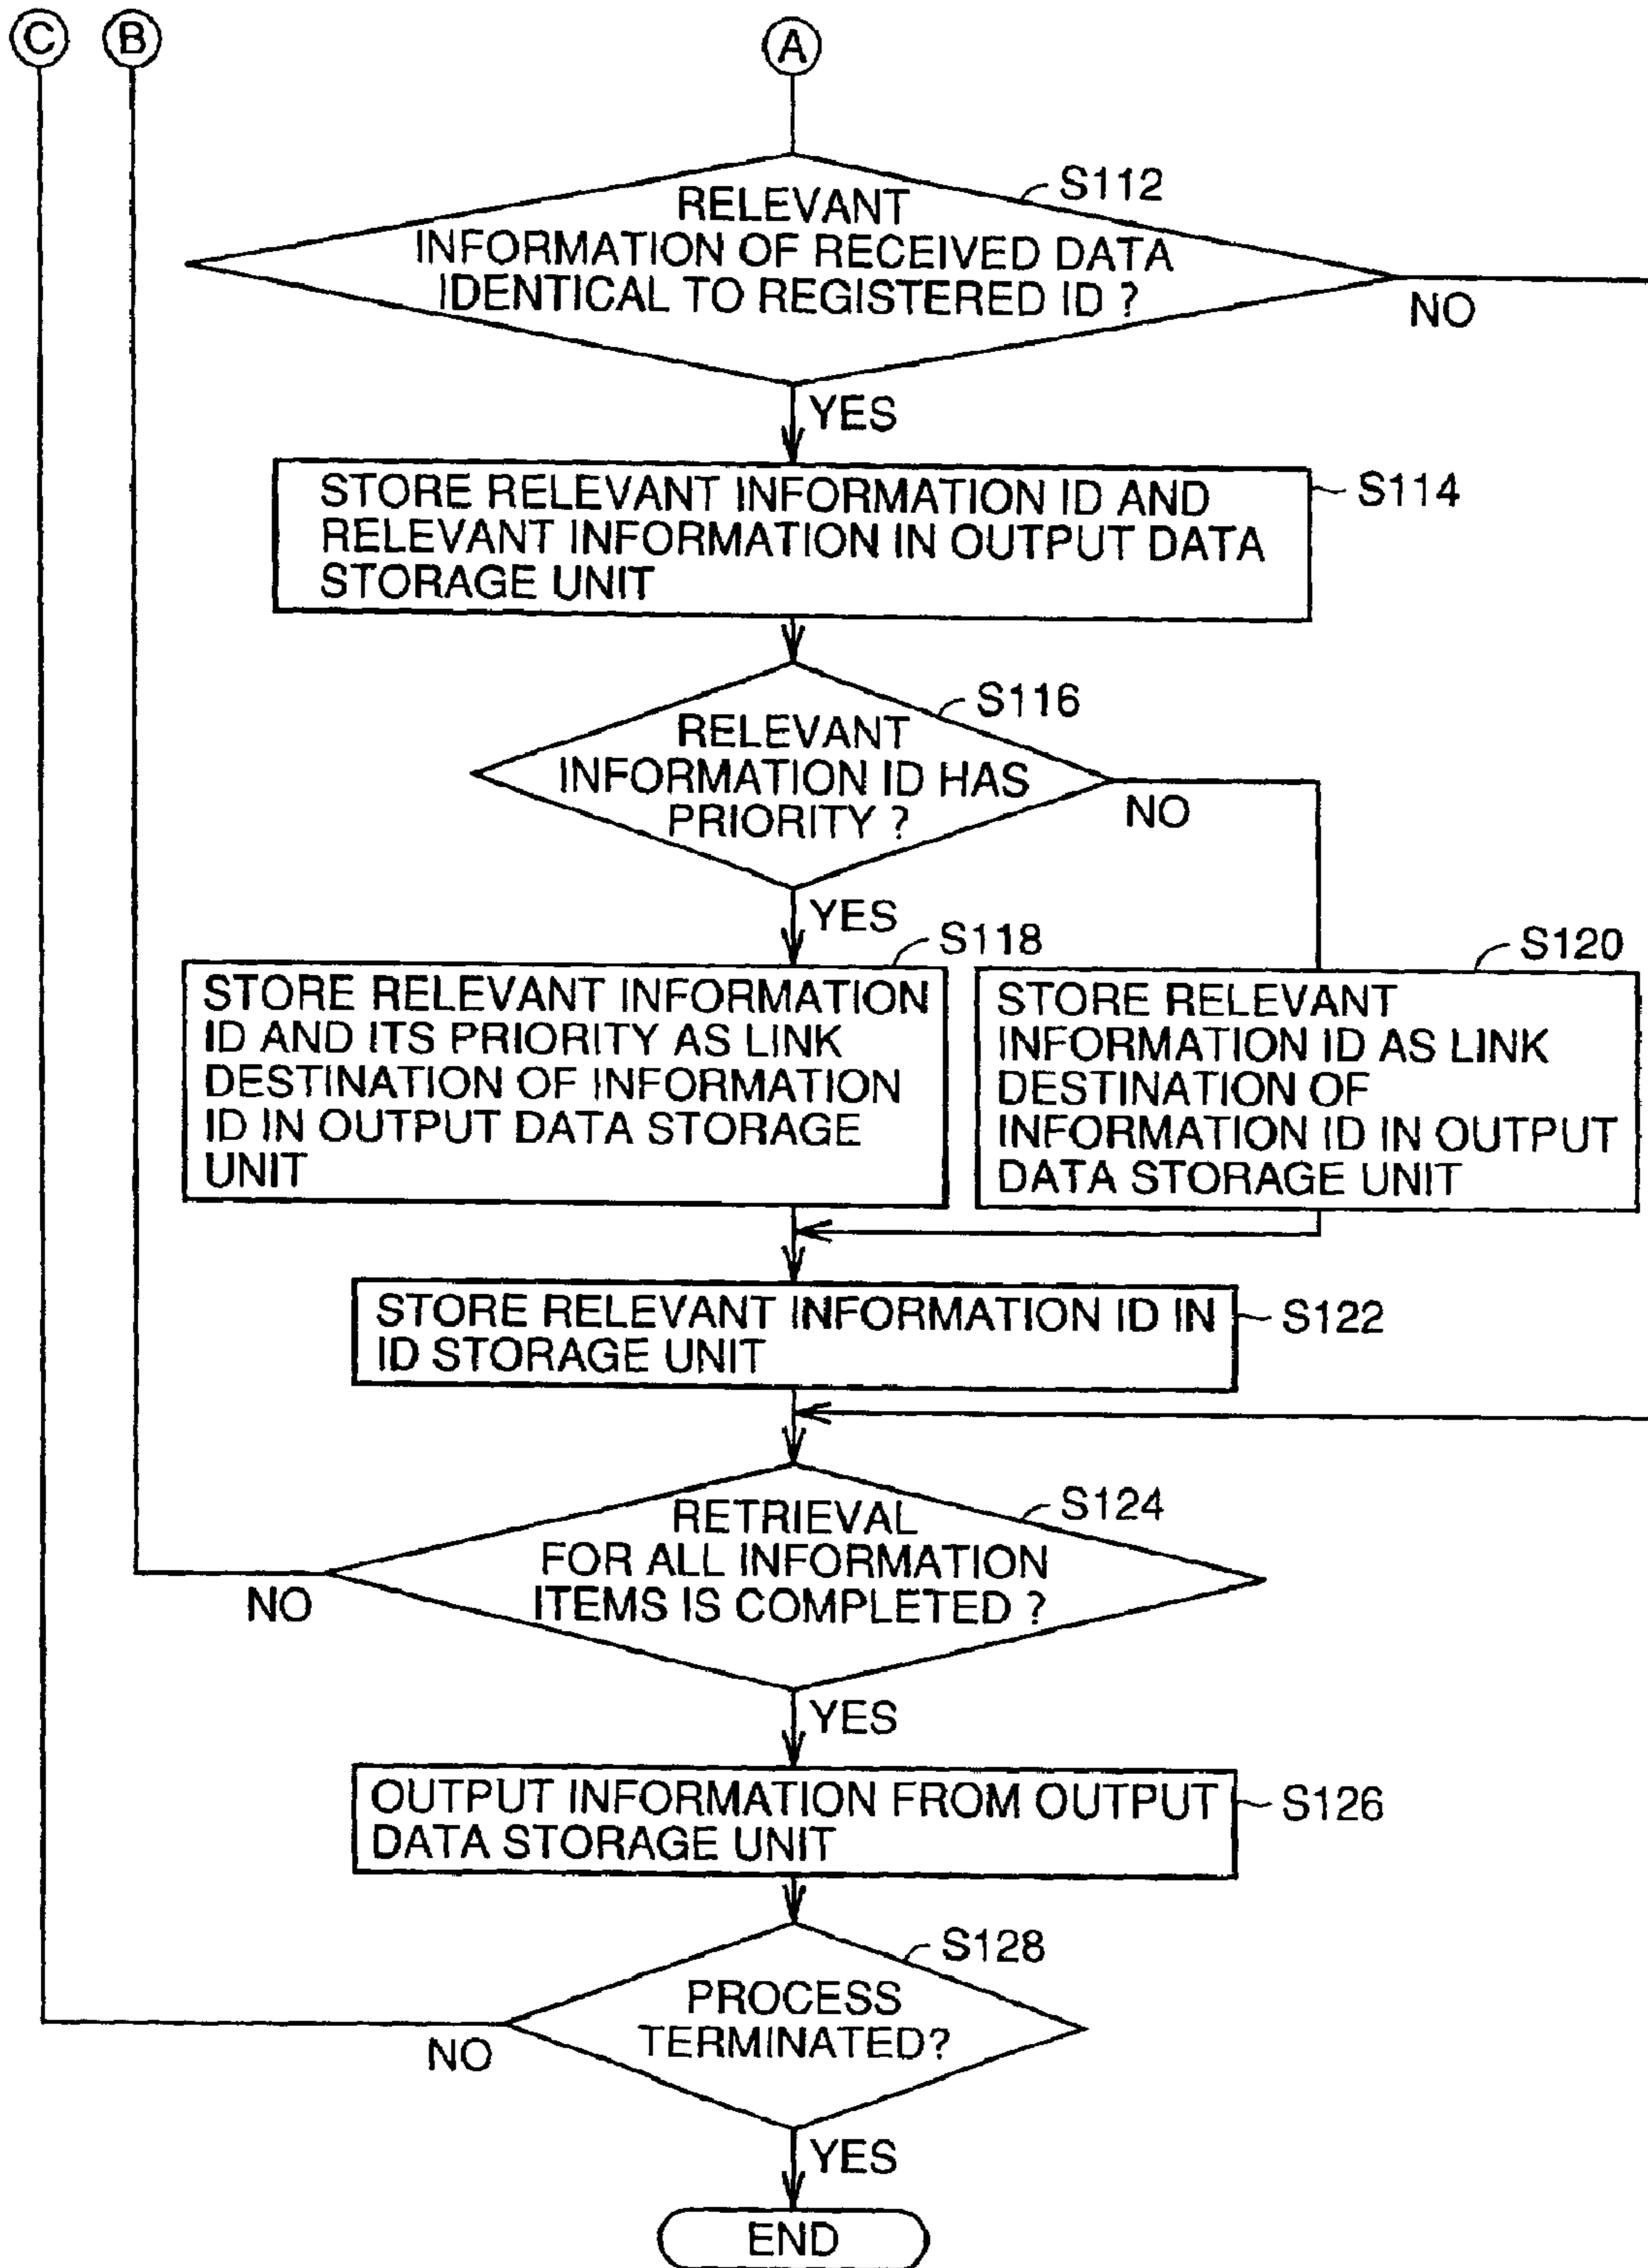 C
B
A
S112
RELEVANT
INFORMATION OF RECEIVED DATA
IDENTICAL TO REGISTERED ID ?
NO
YES
STORE RELEVANT INFORMATION ID AND
RELEVANT INFORMATION IN OUTPUT DATA
STORAGE UNIT
S114
S116
RELEVANT
INFORMATION ID HAS
PRIORITY ?
NO
YES
S118
STORE RELEVANT INFORMATION
ID AND ITS PRIORITY AS LINK
DESTINATION OF INFORMATION
ID IN OUTPUT DATA STORAGE
UNIT
S120
STORE RELEVANT
INFORMATION ID AS LINK
DESTINATION OF
INFORMATION ID IN OUTPUT
DATA STORAGE UNIT
STORE RELEVANT INFORMATION ID IN
ID STORAGE UNIT
S122
S124
RETRIEVAL
FOR ALL INFORMATION
ITEMS IS COMPLETED ?
NO
YES
OUTPUT INFORMATION FROM OUTPUT
DATA STORAGE UNIT
S126
S128
PROCESS
TERMINATED?
NO
YES
END